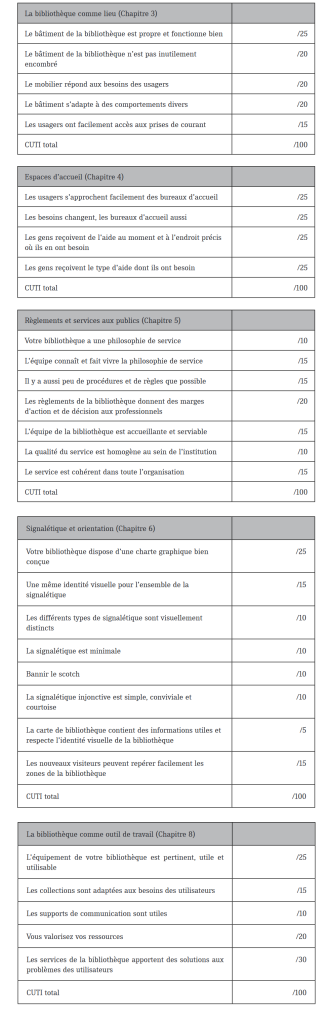 La bibliothèque comme lieu (Chapitre 3)
Le bâtiment de la bibliothèque est propre et fonctionne bien /25
Le bâtiment de la bibliothèque n'est pas inutilement /20
encombré
Le mobilier répond aux besoins des usagers /20
Le bâtiment s'adapte à des comportements divers /20
Les usagers ont facilement accès aux prises de courant /15
CUTI total /100
Espaces d'accueil (Chapitre 4)
Les usagers s'approchent facilement des bureaux d'accueil /25
Les besoins changent, les bureaux d'accueil aussi /25
Les gens reçoivent de l'aide au moment et à l'endroit précis /25
où ils en ont besoin
Les gens reçoivent le type d'aide dont ils ont besoin /25
CUTI total /100
Règlements et services aux publics (Chapitre 5)
Votre bibliothèque a une philosophie de service /10
L'équipe connaît et fait vivre la philosophie de service /15
Il y a aussi peu de procédures et de règles que possible /15
Les règlements de la bibliothèque donnent des marges /20
d'action et de décision aux professionnels
L'équipe de la bibliothèque est accueillante et serviable /15
La qualité du service est homogène au sein de l'institution /10
Le service est cohérent dans toute l'organisation /15
CUTI total /100
Signalétique et orientation (Chapitre 6)
Votre bibliothèque dispose d'une charte graphique bien /25
conçue
Une même identité visuelle pour l'ensemble de la /15
signalétique
Les différents types de signalétique sont visuellement /10
distincts
La signalétique est minimale /10
Bannir le scotch /10
La signalétique injonctive est simple, conviviale et /10
courtoise
La carte de bibliothèque contient des informations utiles et /5
respecte l'identité visuelle de la bibliothèque
Les nouveaux visiteurs peuvent repérer facilement les /15
zones de la bibliothèque
CUTI total /100
La bibliothèque comme outil de travail (Chapitre 8)
L'équipement de votre bibliothèque est pertinent, utile et /25
utilisable
Les collections sont adaptées aux besoins des utilisateurs /15
Les supports de communication sont utiles /10
Vous valorisez vos ressources /20
Les services de la bibliothèque apportent des solutions aux /30
problèmes des utilisateurs
CUTI total /100